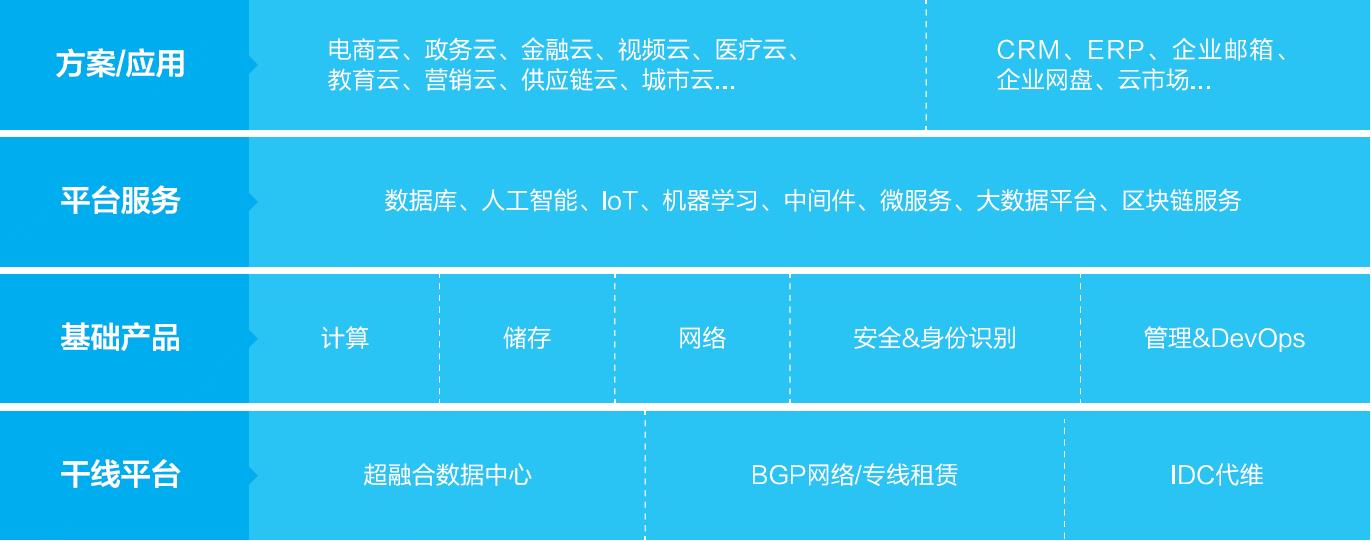 方案/应用
电商云、政务云、金融云、视频云、医疗云、
教育云、营销云、供应链云、城市云...
CRM、ERP、企业邮箱、
企业网盘、云市场...
平台服务
数据库、人工智能、IoT、机器学习、中间件、微服务、大数据平台、区块链服务
基础产品
计算
储存
网络
安全&身份识别
管理&DevOps
干线平台
超融合数据中心
BGP网络/专线租赁
IDC代维